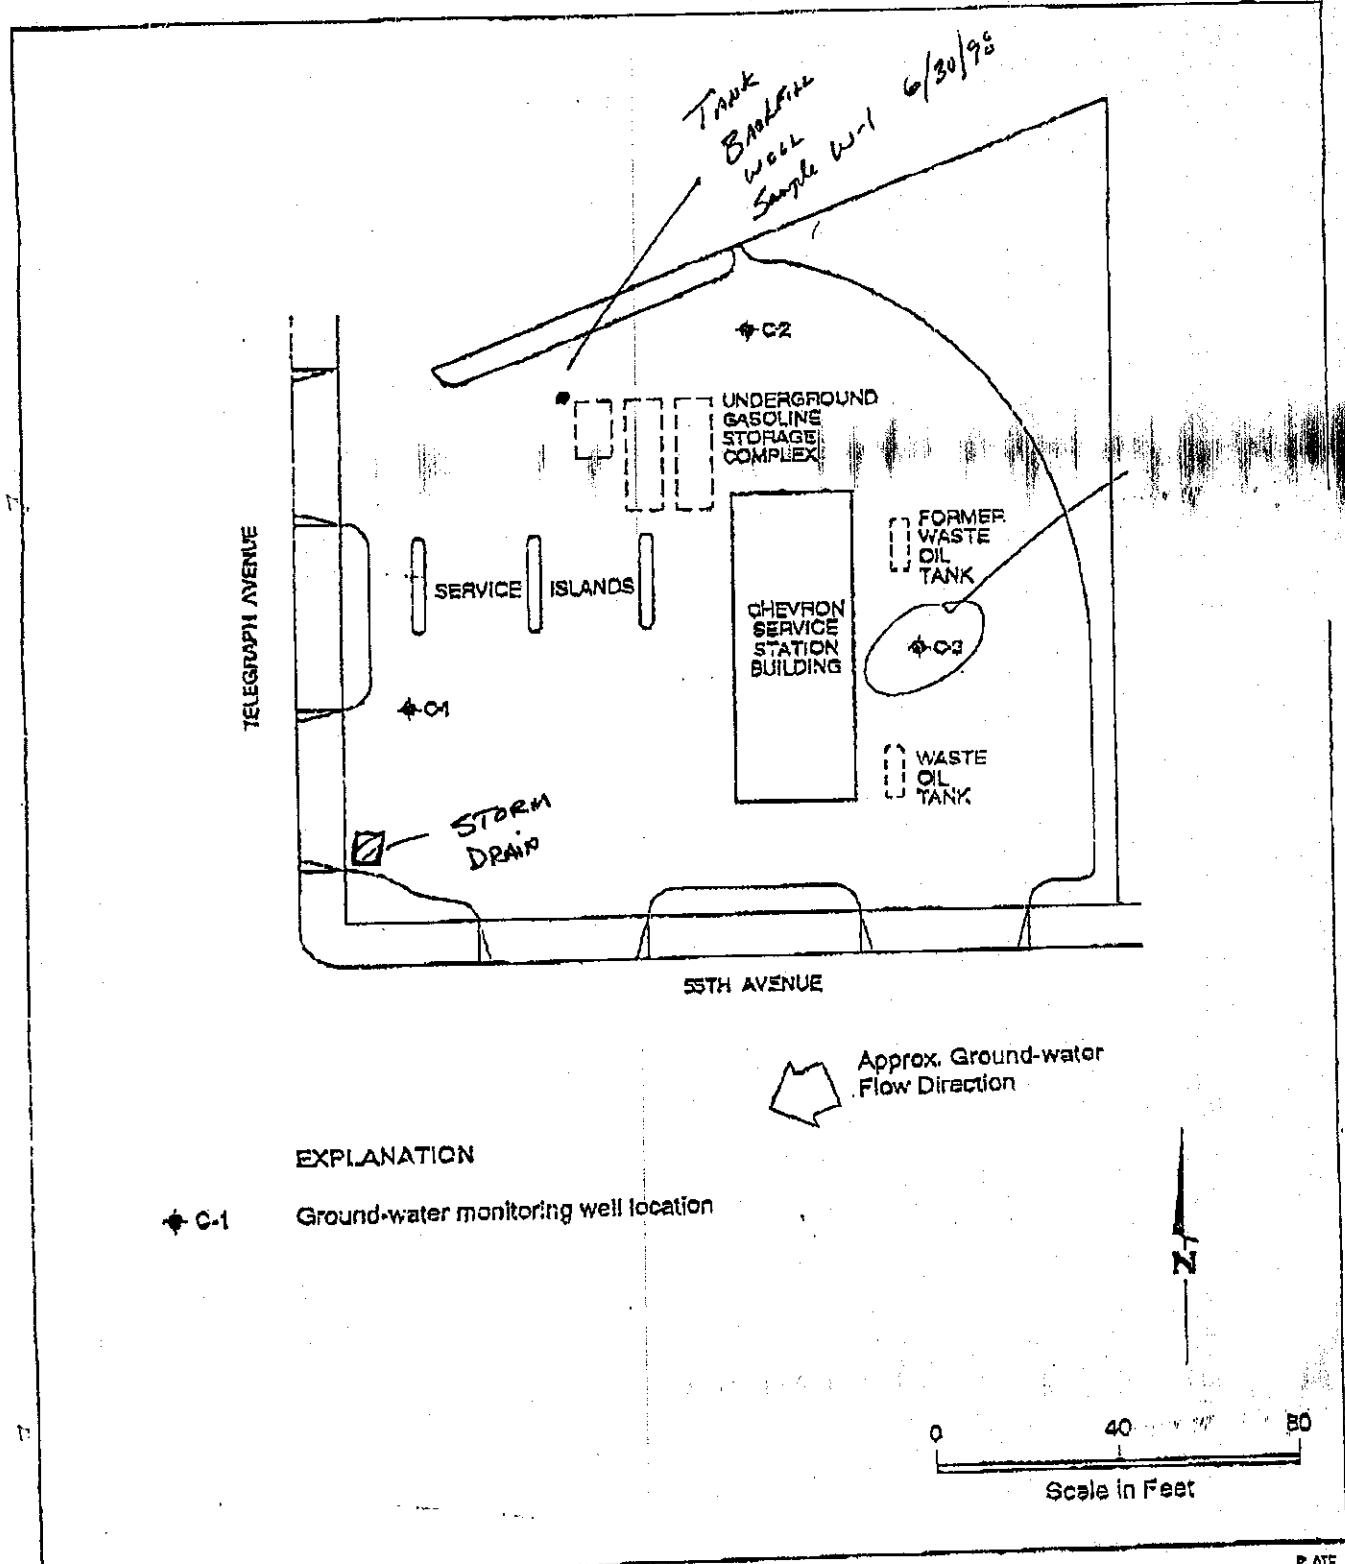 TANK
BACKFILL
WELL
Sample W-1 6/30/98
C-2
UNDERGROUND
GASOLINE
STORAGE
COMPLEX
FORMER
WASTE
OIL
TANK
TELEGRAPH AVENUE
SERVICE ISLANDS
CHEVRON
SERVICE
STATION
BUILDING
C-3
C-1
WASTE
OIL
TANK
STORM
DRAIN
55TH AVENUE
Approx. Ground-water
Flow Direction
EXPLANATION
C-1 Ground-water monitoring well location
N
0 40 80
Scale in Feet